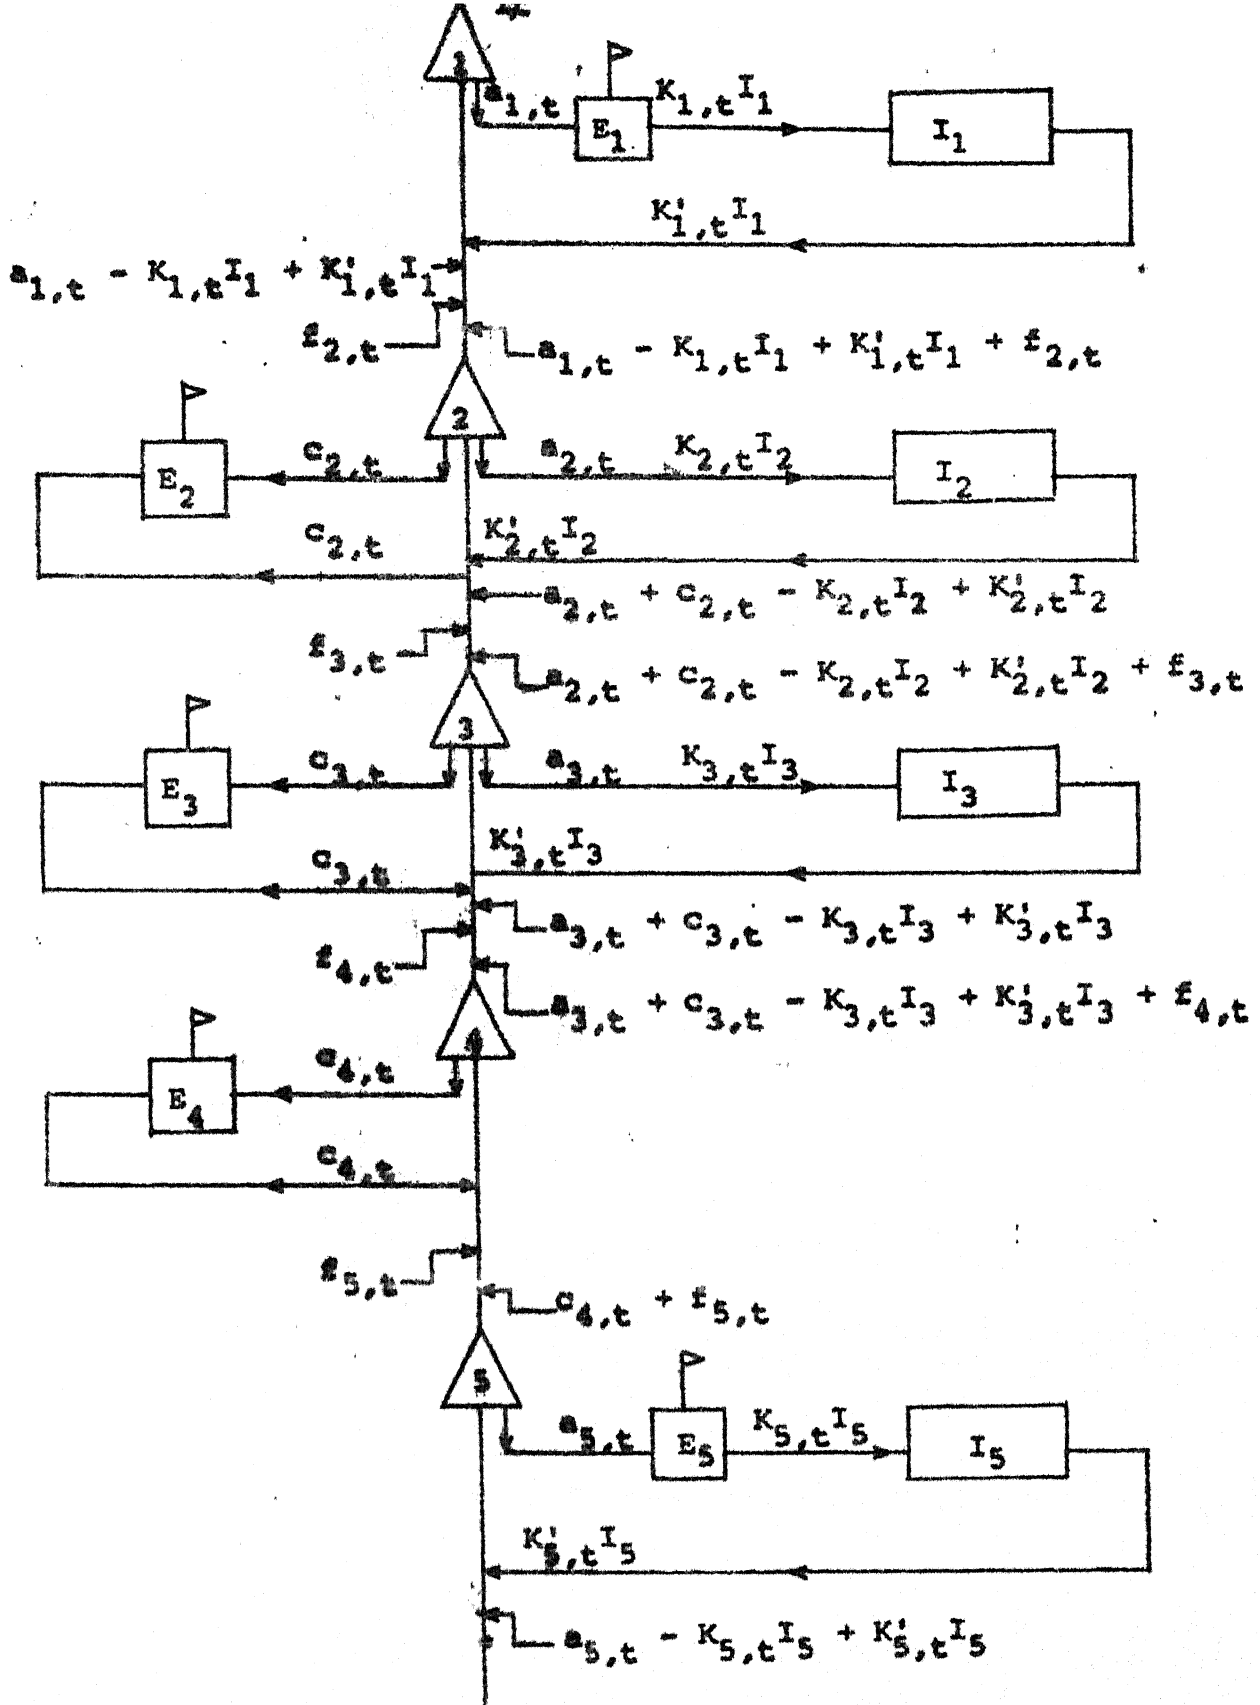 1
a₁,t
E₁
K₁,tI₁
I₁
K'₁,tI₁
a₁,t - K₁,tI₁ + K'₁,tI₁
f₂,t
a₁,t - K₁,tI₁ + K'₁,tI₁ + f₂,t
2
E₂
c₂,t
a₂,t
K₂,tI₂
I₂
c₂,t
K'₂,tI₂
a₂,t + c₂,t - K₂,tI₂ + K'₂,tI₂
f₃,t
a₂,t + c₂,t - K₂,tI₂ + K'₂,tI₂ + f₃,t
3
E₃
c₃,t
a₃,t
K₃,tI₃
I₃
c₃,t
K'₃,tI₃
a₃,t + c₃,t - K₃,tI₃ + K'₃,tI₃
f₄,t
a₃,t + c₃,t - K₃,tI₃ + K'₃,tI₃ + f₄,t
4
E₄
c₄,t
c₄,t
f₅,t
c₄,t + f₅,t
5
a₅,t
E₅
K₅,tI₅
I₅
K'₅,tI₅
a₅,t - K₅,tI₅ + K'₅,tI₅